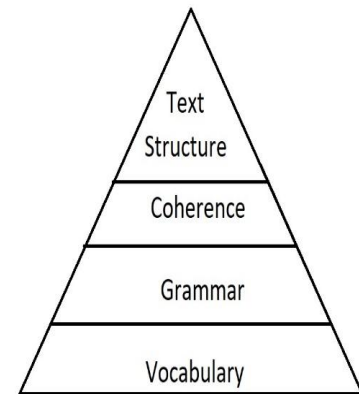 Text
Structure
Coherence
Grammar
Vocabulary